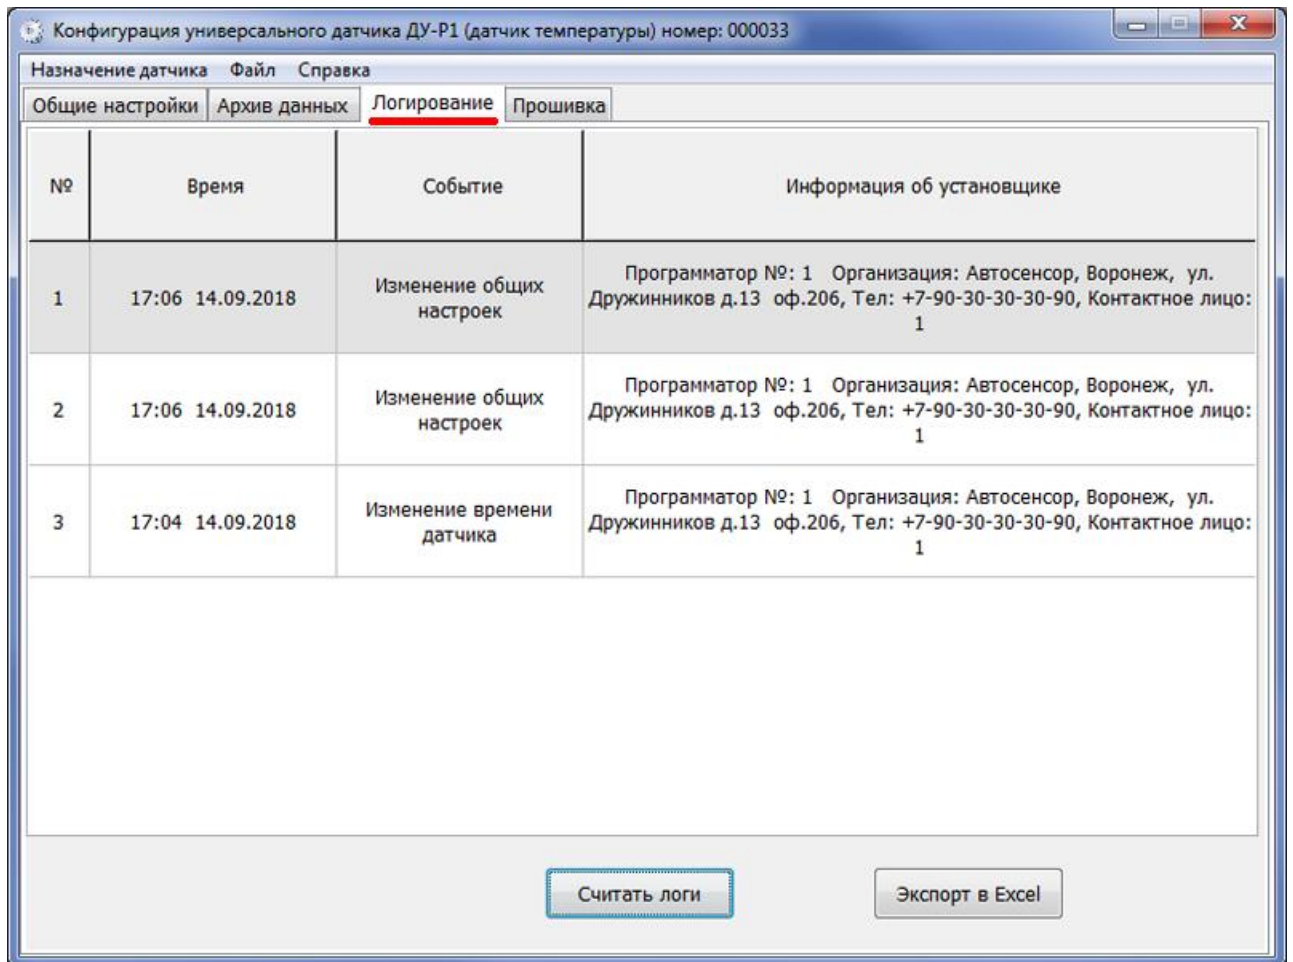 Конфигурация универсального датчика ДУ-Р1 (датчик температуры) номер: 000033
Назначение датчика Файл Справка
Общие настройки Архив данных Логирование Прошивка
№ Время Событие Информация об установщике
1 17:06 14.09.2018 Изменение общих настроек
Программатор №: 1 Организация: Автосенсор, Воронеж, ул.
Дружинников д.13 оф.206, Тел: +7-90-30-30-30-90, Контактное лицо:
1
2 17:06 14.09.2018 Изменение общих настроек
Программатор №: 1 Организация: Автосенсор, Воронеж, ул.
Дружинников д.13 оф.206, Тел: +7-90-30-30-30-90, Контактное лицо:
1
3 17:04 14.09.2018 Изменение времени датчика
Программатор №: 1 Организация: Автосенсор, Воронеж, ул.
Дружинников д.13 оф.206, Тел: +7-90-30-30-30-90, Контактное лицо:
1
Считать логи Экспорт в Excel